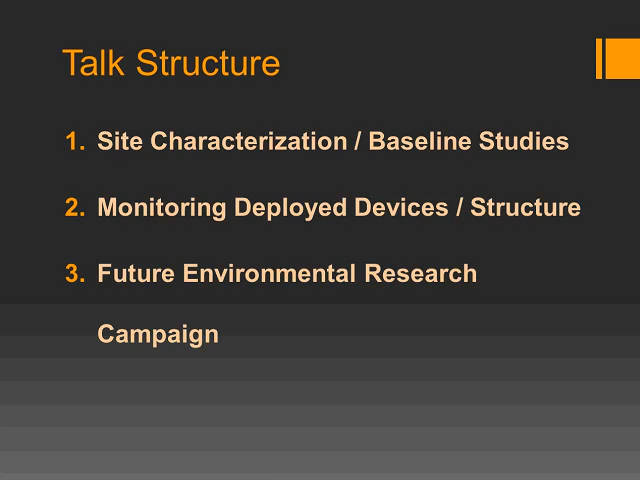 Talk Structure
1. Site Characterization / Baseline Studies
2. Monitoring Deployed Devices / Structure
3. Future Environmental Research
Campaign